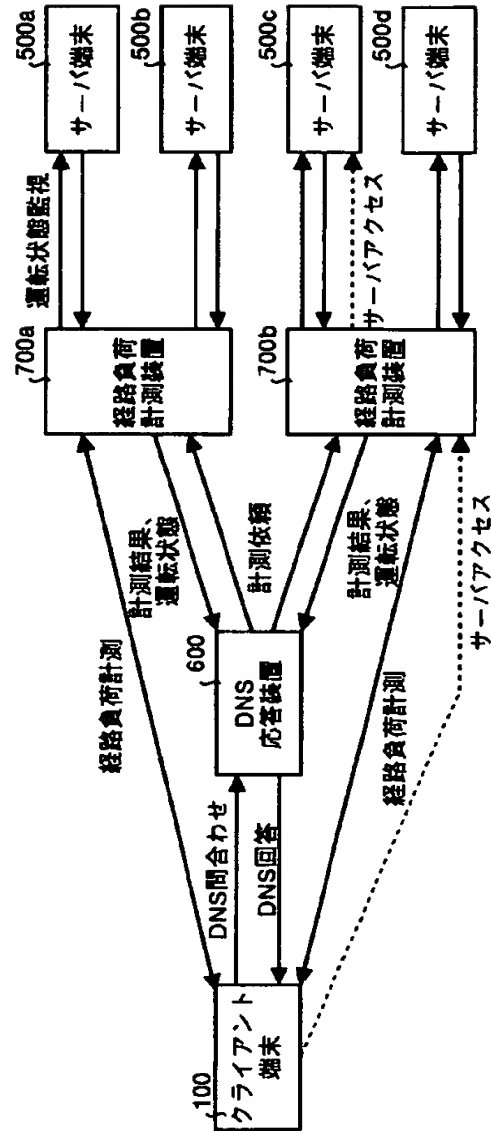 100
クライアント
端末
DNS問合わせ
DNS回答
経路負荷計測
計測結果、
運転状態
600
DNS
応答装置
計測依頼
計測結果、
運転状態
経路負荷計測
サーバアクセス
700a
経路負荷
計測装置
700b
経路負荷
計測装置
運転状態監視
サーバアクセス
500a
サーバ端末
500b
サーバ端末
500c
サーバ端末
500d
サーバ端末